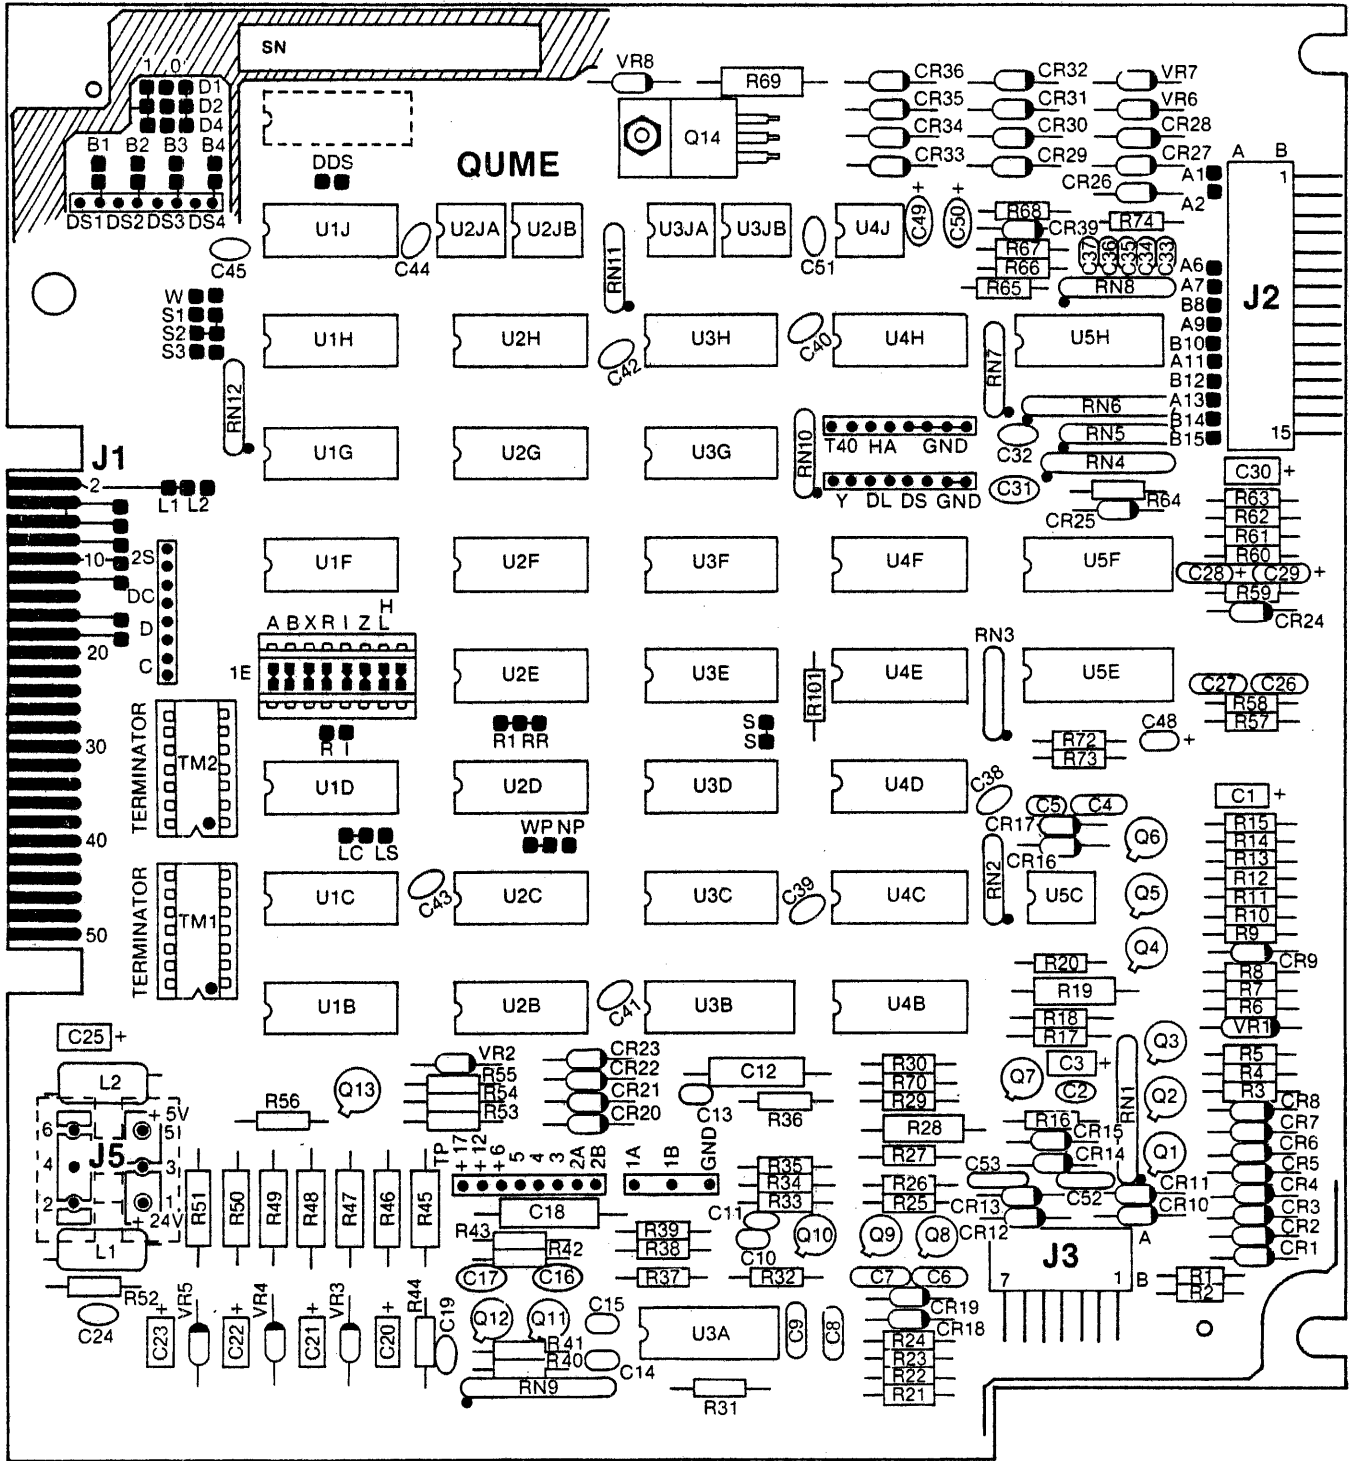 SN
1 0
D1
D2
D4
B1 B2 B3 B4
DS1 DS2 DS3 DS4
DDS
QUME
VR8
R69
Q14
CR36 CR32 VR7
CR35 CR31 VR6
CR34 CR30 CR28
CR33 CR29 CR27
CR26
A B
A1
A2
1
U1J
U2JA
U2JB
U3JA
U3JB
U4J
C49 +
C50 +
R68
CR39
R67
R66
R65
R74
C37 C36 C35 C34 C33
RN8
C45
C44
RN11
C51
A6
A7
B8
A9
B10
A11
B12
A13
B14
B15
J2
15
W
S1
S2
S3
RN12
U1H
U2H
C42
U3H
C40
U4H
RN7
U5H
RN6
RN5
RN4
J1
2
L1 L2
U1G
U2G
U3G
RN10
T40 HA GND
Y DL DS GND
C32
C31
R64
CR25
C30 +
R63
R62
R61
R60
C28 + C29 +
R59
CR24
10
2S
DC
D
C
20
U1F
U2F
U3F
U4F
U5F
H
A B X R I Z L
1E
R I
U2E
U3E
R101
U4E
RN3
U5E
C27 C26
R58
R57
R1 RR
S
S
R72
R73
C48
+
TERMINATOR
TM2
30
40
U1D
U2D
U3D
U4D
C38
C5 C4
CR17
CR16
Q6
C1 +
R15
R14
R13
R12
R11
R10
R9
CR9
R8
R7
R6
VR1
R5
R4
R3
LC LS
WP NP
TERMINATOR
TM1
50
U1C
C43
U2C
U3C
C39
U4C
RN2
U5C
Q5
Q4
R20
R19
R18
R17
U1B
U2B
C41
U3B
U4B
C25 +
L2
+ 5V
6 5
J5
4 3
2 1
+ 24V
L1
R52
C24
R56
Q13
VR2
R55
R54
R53
CR23
CR22
CR21
CR20
C12
C13
R36
R30
R70
R29
R28
R27
R26
R25
Q7
C3 +
C2
RN1
Q3
Q2
Q1
R16
CR15
CR14
C53
C52
CR13
CR12
CR11
CR10
CR8
CR7
CR6
CR5
CR4
CR3
CR2
CR1
R51
R50
R49
R48
R47
R46
R45
TP
+ 17
+ 12
+ 6
5
4
3
2A
2B
1A
1B
GND
C18
R43
R42
C17 C16
R39
R38
R37
R35
R34
R33
C11
C10
Q10
R32
Q9
Q8
C7 C6
CR19
CR18
J3
A
B
7 1
R1
R2
C23 +
VR5
C22 +
VR4
C21 +
VR3
C20 +
R44
C19
Q12
Q11
R41
R40
RN9
C15
C14
U3A
C9
C8
R31
R24
R23
R22
R21